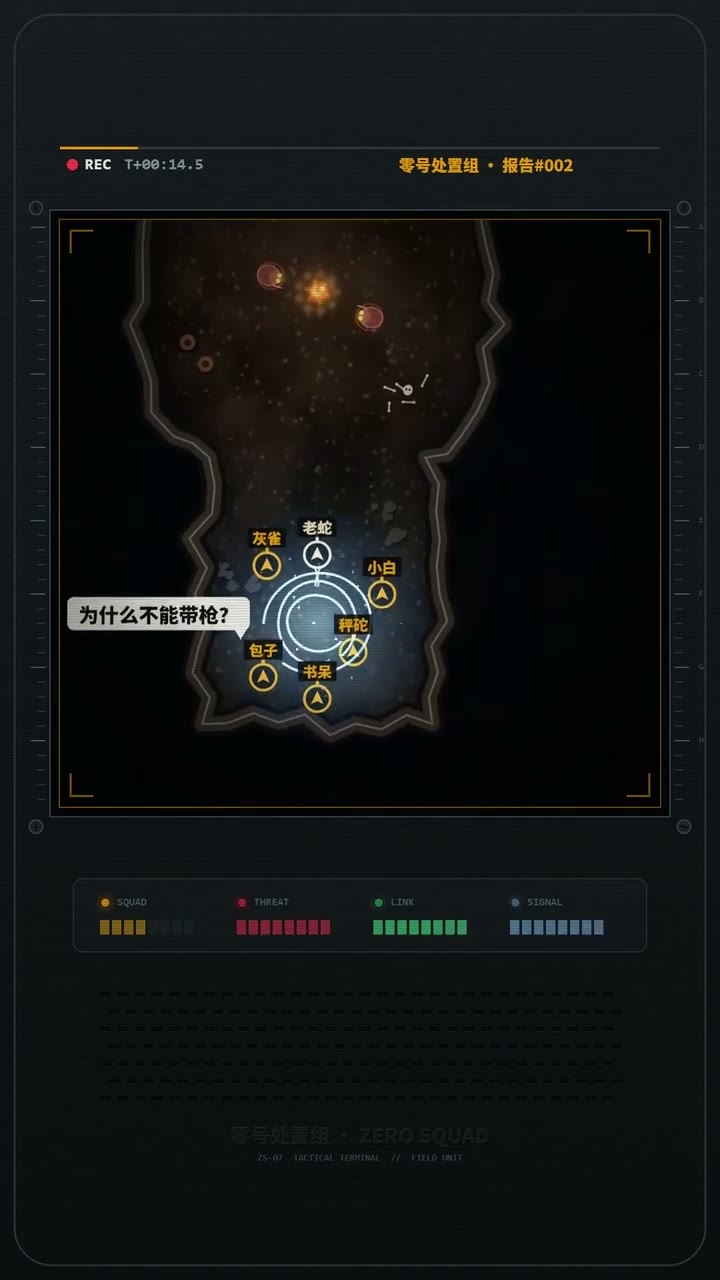 REC T+00:14.5
零号处置组 · 报告#002
老蛇
灰雀
小白
为什么不能带枪?
秤砣
包子
书呆
SQUAD
THREAT
LINK
SIGNAL
零号处置组 · ZERO SQUAD
ZS-07 TACTICAL TERMINAL // FIELD UNIT
A
B
C
D
E
F
G
H